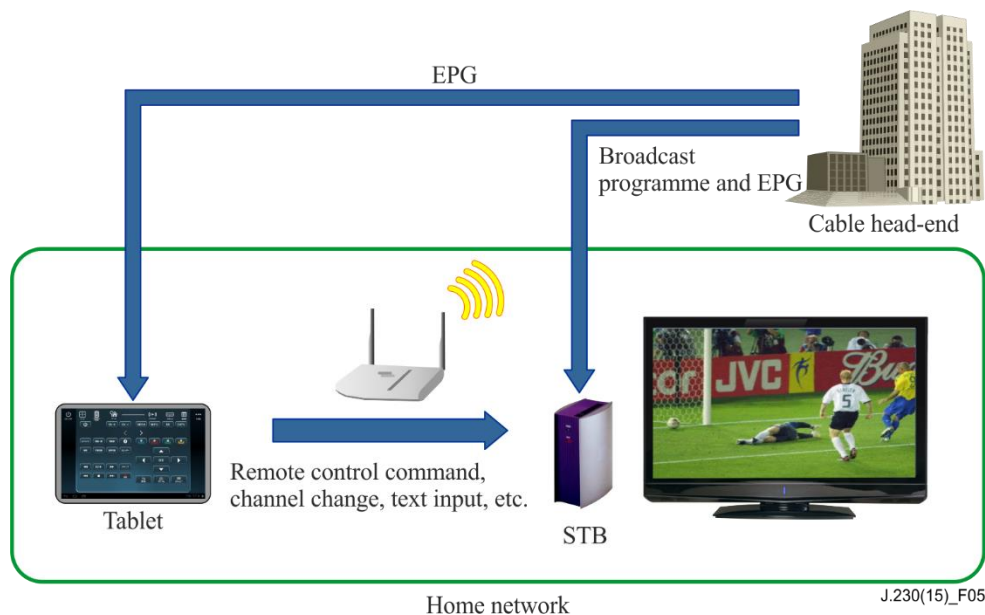 EPG
Broadcast
programme and EPG
Cable head-end
JVC
Remote control command,
channel change, text input, etc.
5
Tablet
STB
Home network
J.230(15)_F05